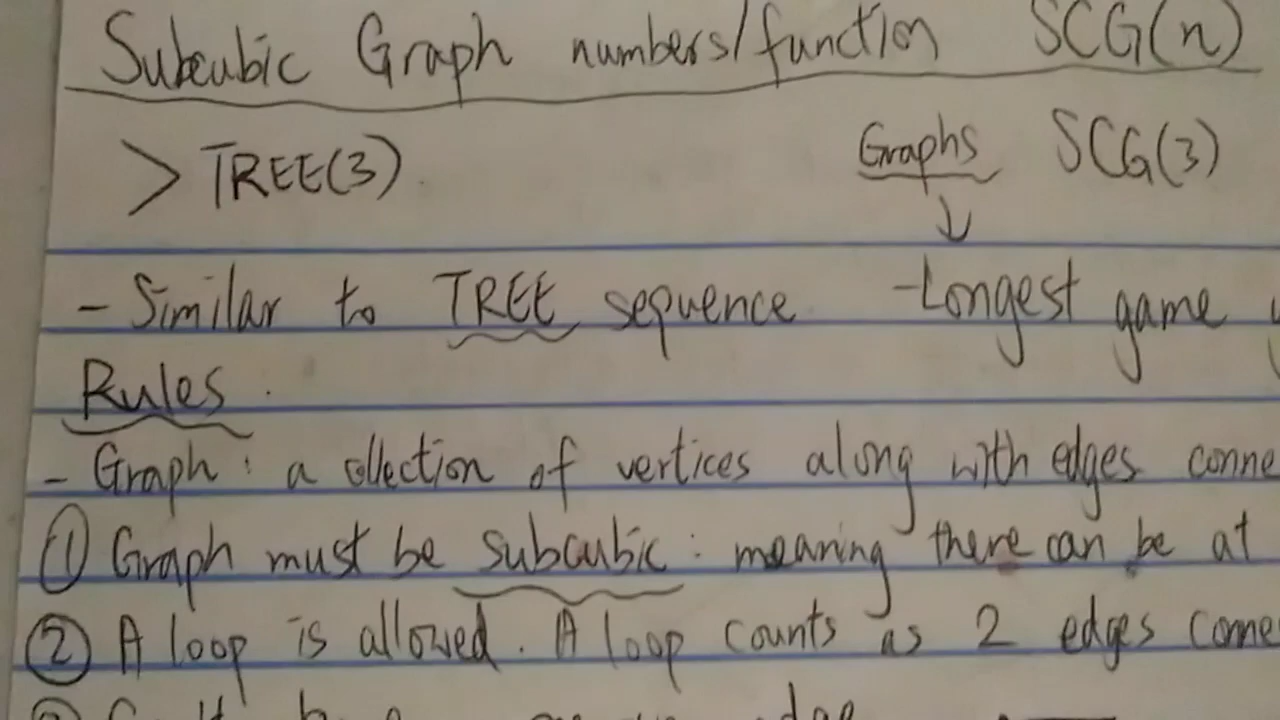 Subcubic Graph numbers/function SCG(n)
> TREE(3) Graphs SCG(3)
↓
- Similar to TREE sequence - Longest game
Rules.
- Graph: a collection of vertices along with edges conne
① Graph must be subcubic: meaning there can be at
② A loop is allowed. A loop counts as 2 edges conne